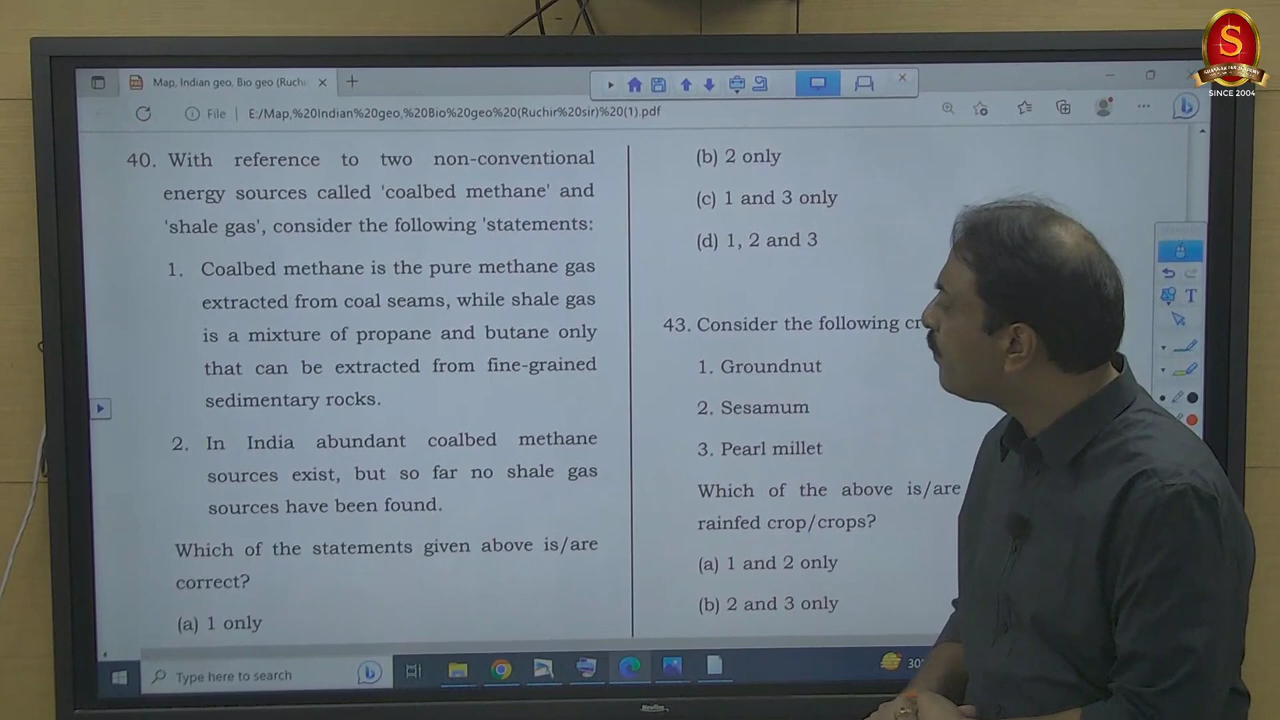 S
SHANKAR IAS ACADEMY
SINCE 2004
Map, Indian geo, Bio geo (Ruchi
File
E:/Map,%20Indian%20geo,%20Bio%20geo%20(Ruchir%20sir)%20(1).pdf
40. With reference to two non-conventional
energy sources called 'coalbed methane' and
'shale gas', consider the following 'statements:
1. Coalbed methane is the pure methane gas
extracted from coal seams, while shale gas
is a mixture of propane and butane only
that can be extracted from fine-grained
sedimentary rocks.
2. In India abundant coalbed methane
sources exist, but so far no shale gas
sources have been found.
Which of the statements given above is/are
correct?
(a) 1 only
(b) 2 only
(c) 1 and 3 only
(d) 1, 2 and 3
43. Consider the following cr
1. Groundnut
2. Sesamum
3. Pearl millet
Which of the above is/are
rainfed crop/crops?
(a) 1 and 2 only
(b) 2 and 3 only
T
Type here to search
30°